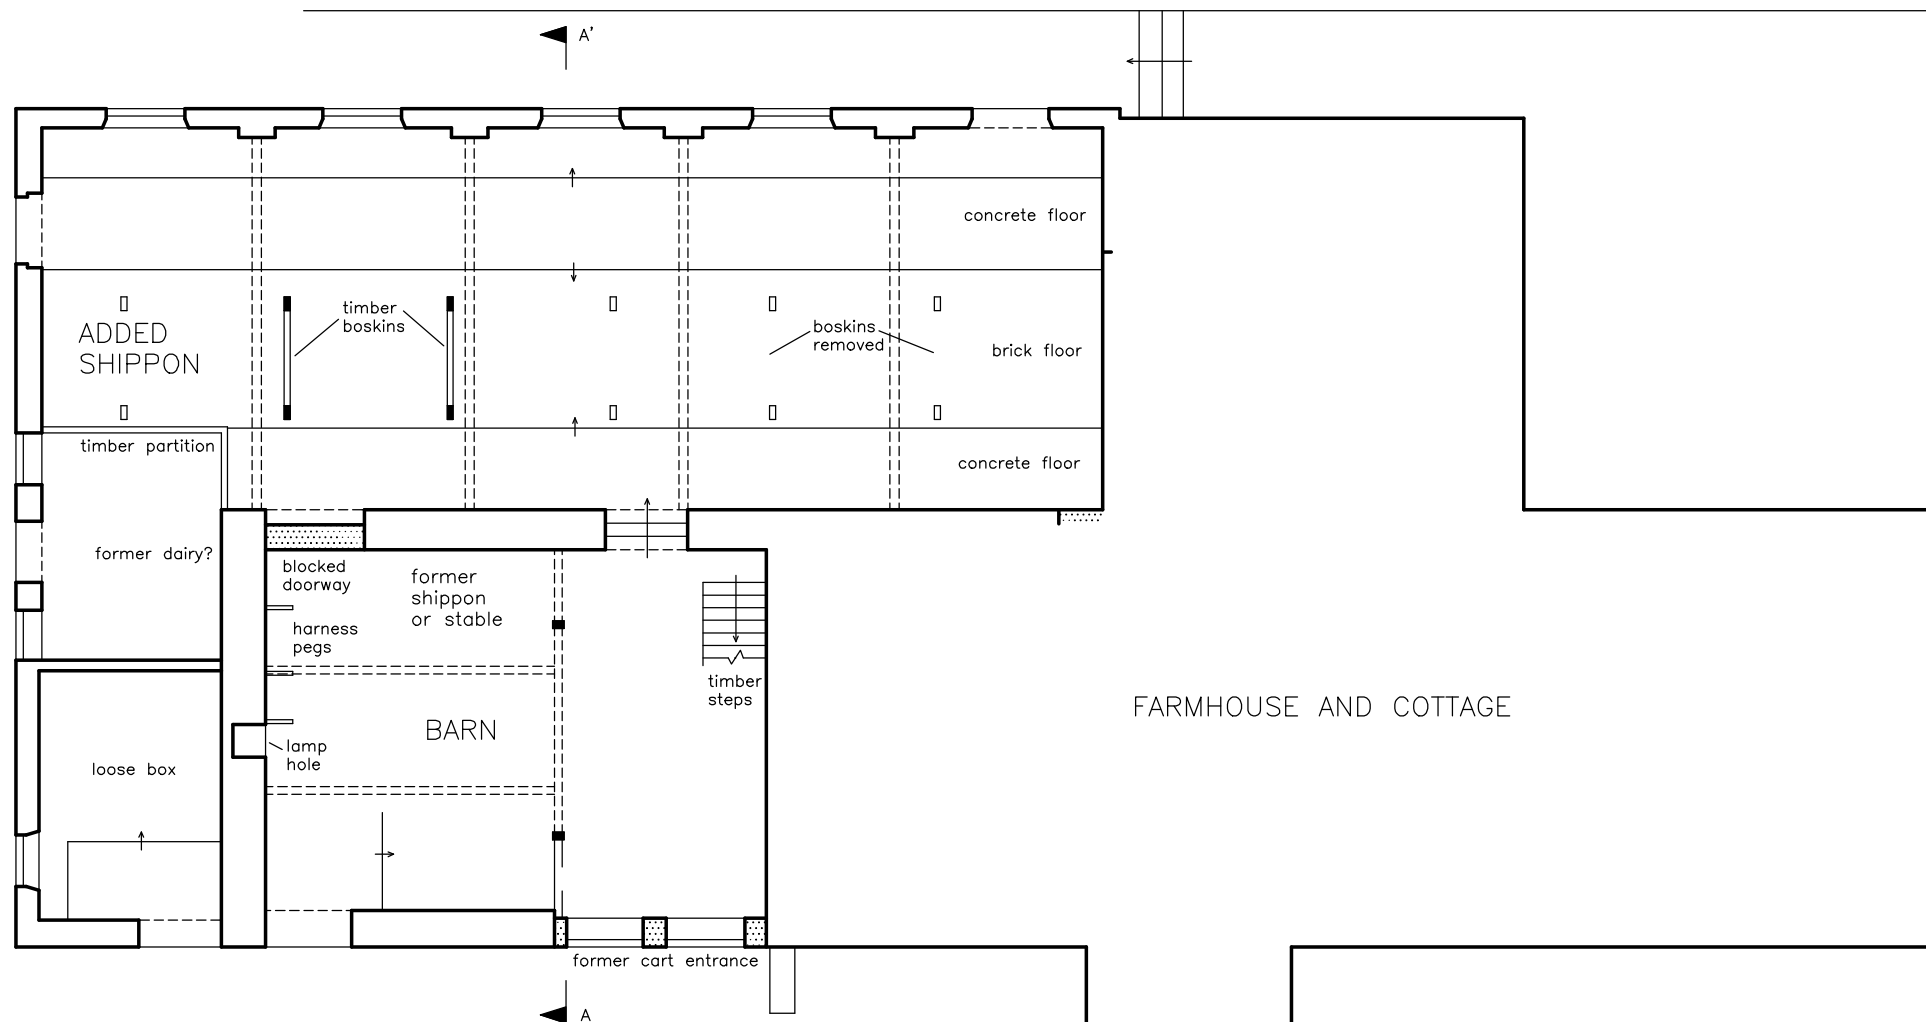 A'
concrete floor
timber
boskins
ADDED
SHIPPON
boskins
removed
brick floor
timber partition
concrete floor
former dairy?
blocked
doorway
former
shippon
or stable
harness
pegs
timber
steps
FARMHOUSE AND COTTAGE
BARN
lamp
hole
loose box
former cart entrance
A